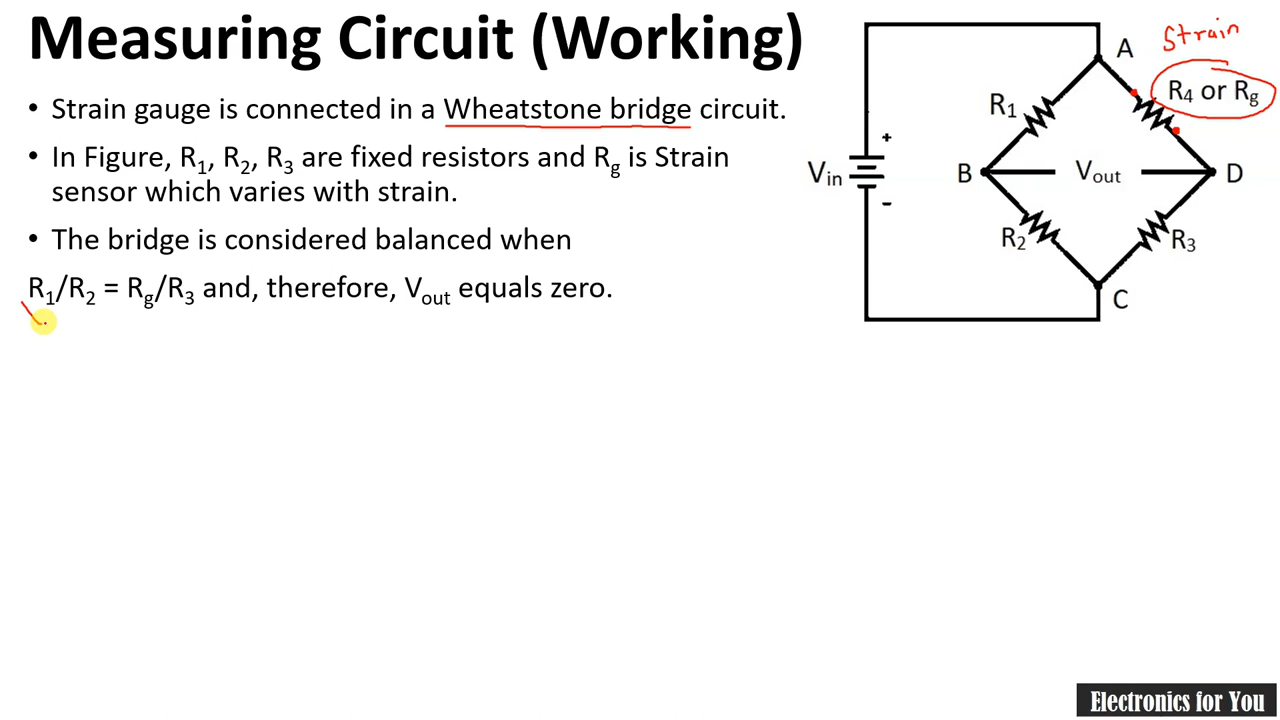 Measuring Circuit (Working)
• Strain gauge is connected in a Wheatstone bridge circuit.
• In Figure, R₁, R₂, R₃ are fixed resistors and Rg is Strain
sensor which varies with strain.
• The bridge is considered balanced when
R₁/R₂ = Rg/R₃ and, therefore, Vout equals zero.
Strain
A
R₄ or Rg
R₁
+
Vin
-
B
Vout
D
R₂
R₃
C
Electronics for You